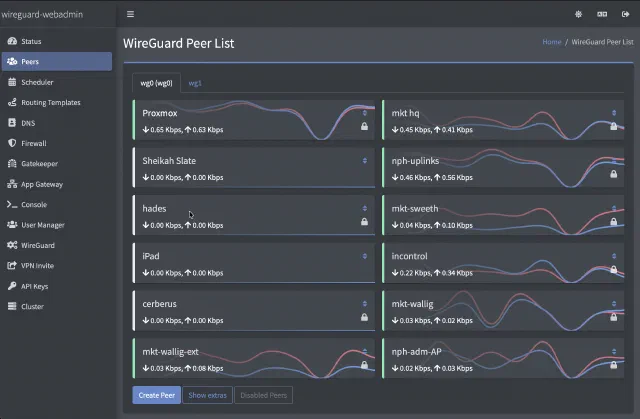 wireguard-webadmin
Status
Peers
Scheduler
Routing Templates
DNS
Firewall
Gatekeeper
App Gateway
Console
User Manager
WireGuard
VPN Invite
API Keys
Cluster
WireGuard Peer List
Home / WireGuard Peer List
wg0 (wg0) wg1
Proxmox
0.65 Kbps, 0.63 Kbps
mkt hq
0.45 Kbps, 0.41 Kbps
Sheikah Slate
0.00 Kbps, 0.00 Kbps
nph-uplinks
0.46 Kbps, 0.56 Kbps
hades
0.00 Kbps, 0.00 Kbps
mkt-sweeth
0.04 Kbps, 0.10 Kbps
iPad
0.00 Kbps, 0.00 Kbps
incontrol
0.22 Kbps, 0.34 Kbps
cerberus
0.00 Kbps, 0.00 Kbps
mkt-wallig
0.03 Kbps, 0.02 Kbps
mkt-wallig-ext
0.03 Kbps, 0.08 Kbps
nph-adm-AP
0.02 Kbps, 0.03 Kbps
Create Peer Show extras Disabled Peers